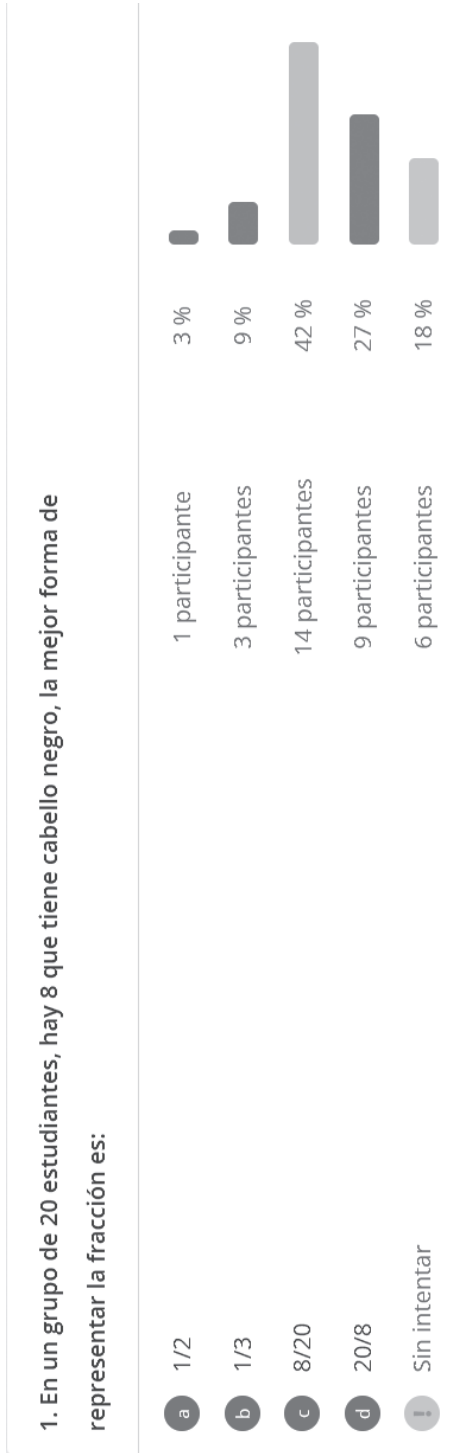 1. En un grupo de 20 estudiantes, hay 8 que tiene cabello negro, la mejor forma de
representar la fracción es:
a 1/2 1 participante 3 %
b 1/3 3 participantes 9 %
c 8/20 14 participantes 42 %
d 20/8 9 participantes 27 %
! Sin intentar 6 participantes 18 %